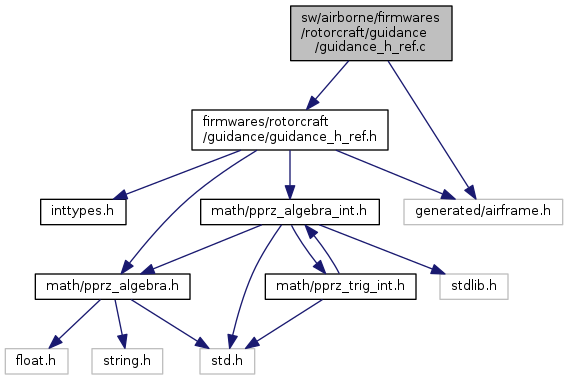 sw/airborne/firmwares
/rotorcraft/guidance
/guidance_h_ref.c
firmwares/rotorcraft
/guidance/guidance_h_ref.h
inttypes.h
math/pprz_algebra_int.h
generated/airframe.h
math/pprz_algebra.h
math/pprz_trig_int.h
stdlib.h
float.h
string.h
std.h